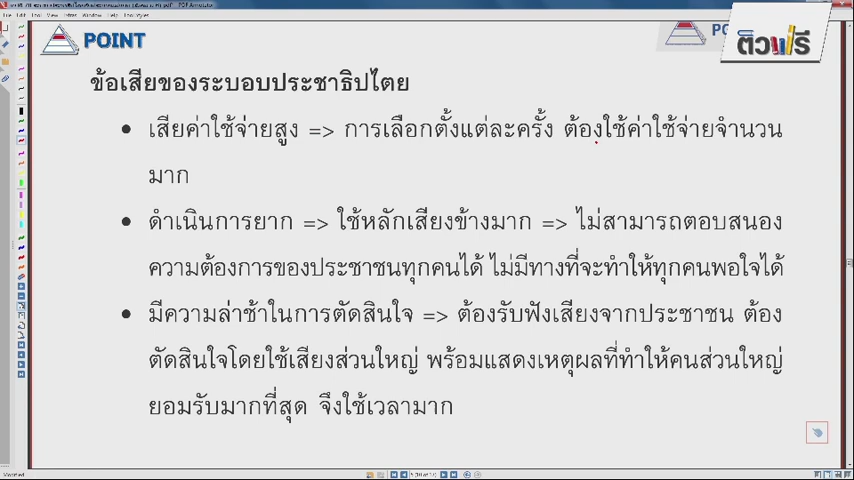 POINT
ติวฟรี
ข้อเสียของระบอบประชาธิปไตย
• เสียค่าใช้จ่ายสูง => การเลือกตั้งแต่ละครั้ง ต้องใช้ค่าใช้จ่ายจำนวน
มาก
• ดำเนินการยาก => ใช้หลักเสียงข้างมาก => ไม่สามารถตอบสนอง
ความต้องการของประชาชนทุกคนได้ ไม่มีทางที่จะทำให้ทุกคนพอใจได้
• มีความล่าช้าในการตัดสินใจ => ต้องรับฟังเสียงจากประชาชน ต้อง
ตัดสินใจโดยใช้เสียงส่วนใหญ่ พร้อมแสดงเหตุผลที่ทำให้คนส่วนใหญ่
ยอมรับมากที่สุด จึงใช้เวลามาก
Modified